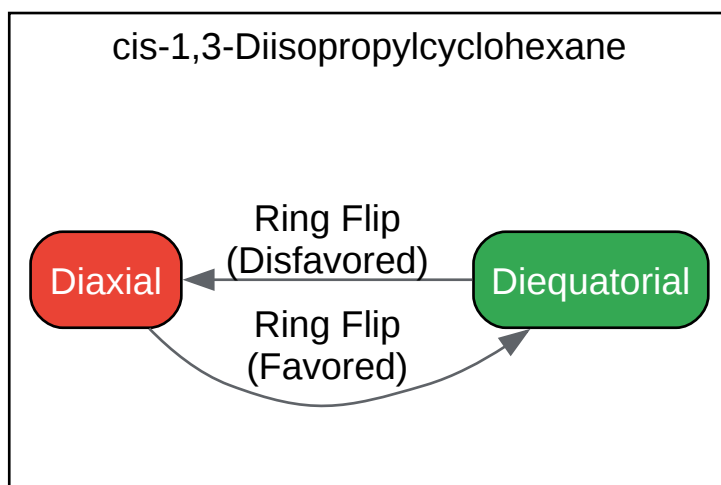 cis-1,3-Diisopropylcyclohexane
Ring Flip
(Disfavored)
Diaxial
Diequatorial
Ring Flip
(Favored)